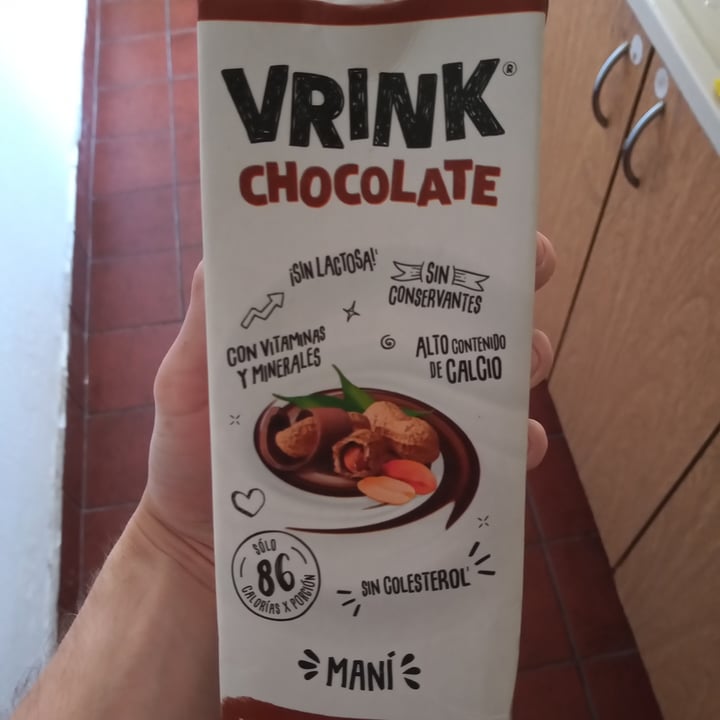 VRINK®
CHOCOLATE
¡SIN LACTOSA!
SIN
CONSERVANTES
CON VITAMINAS
Y MINERALES
ALTO CONTENIDO
DE CALCIO
SÓLO
86
CALORÍAS X PORCIÓN
SIN COLESTEROL
MANÍ